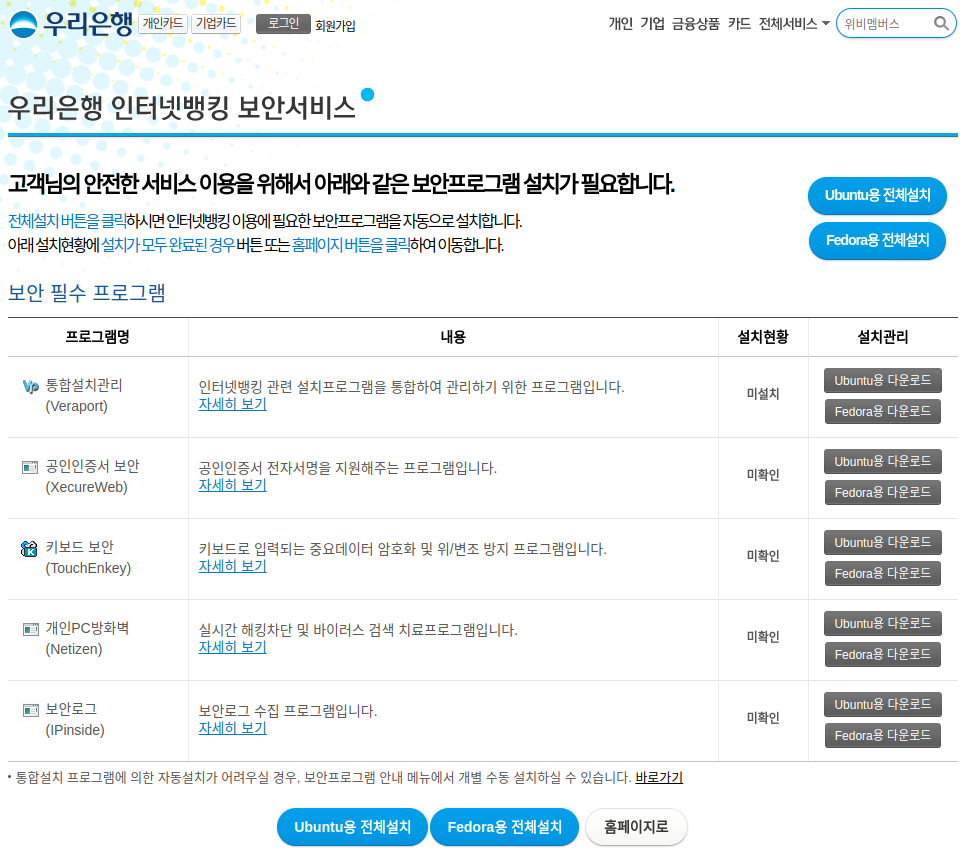 우리은행 개인카드 기업카드 로그인 회원가입 개인 기업 금융상품 카드 전체서비스 위비멤버스
우리은행 인터넷뱅킹 보안서비스
고객님의 안전한 서비스 이용을 위해서 아래와 같은 보안프로그램 설치가 필요합니다.
Ubuntu용 전체설치
전체설치 버튼을 클릭하시면 인터넷뱅킹 이용에 필요한 보안프로그램을 자동으로 설치합니다.
아래 설치현황에 설치가 모두 완료된 경우 버튼 또는 홈페이지 버튼을 클릭하여 이동합니다.
Fedora용 전체설치
보안 필수 프로그램
프로그램명 내용 설치현황 설치관리
통합설치관리
(Veraport)
인터넷뱅킹 관련 설치프로그램을 통합하여 관리하기 위한 프로그램입니다.
자세히 보기
미설치
Ubuntu용 다운로드
Fedora용 다운로드
공인인증서 보안
(XecureWeb)
공인인증서 전자서명을 지원해주는 프로그램입니다.
자세히 보기
미확인
Ubuntu용 다운로드
Fedora용 다운로드
키보드 보안
(TouchEnkey)
키보드로 입력되는 중요데이터 암호화 및 위/변조 방지 프로그램입니다.
자세히 보기
미확인
Ubuntu용 다운로드
Fedora용 다운로드
개인PC방화벽
(Netizen)
실시간 해킹차단 및 바이러스 검색 치료프로그램입니다.
자세히 보기
미확인
Ubuntu용 다운로드
Fedora용 다운로드
보안로그
(IPinside)
보안로그 수집 프로그램입니다.
자세히 보기
미확인
Ubuntu용 다운로드
Fedora용 다운로드
• 통합설치 프로그램에 의한 자동설치가 어려우실 경우, 보안프로그램 안내 메뉴에서 개별 수동 설치하실 수 있습니다. 바로가기
Ubuntu용 전체설치 Fedora용 전체설치 홈페이지로